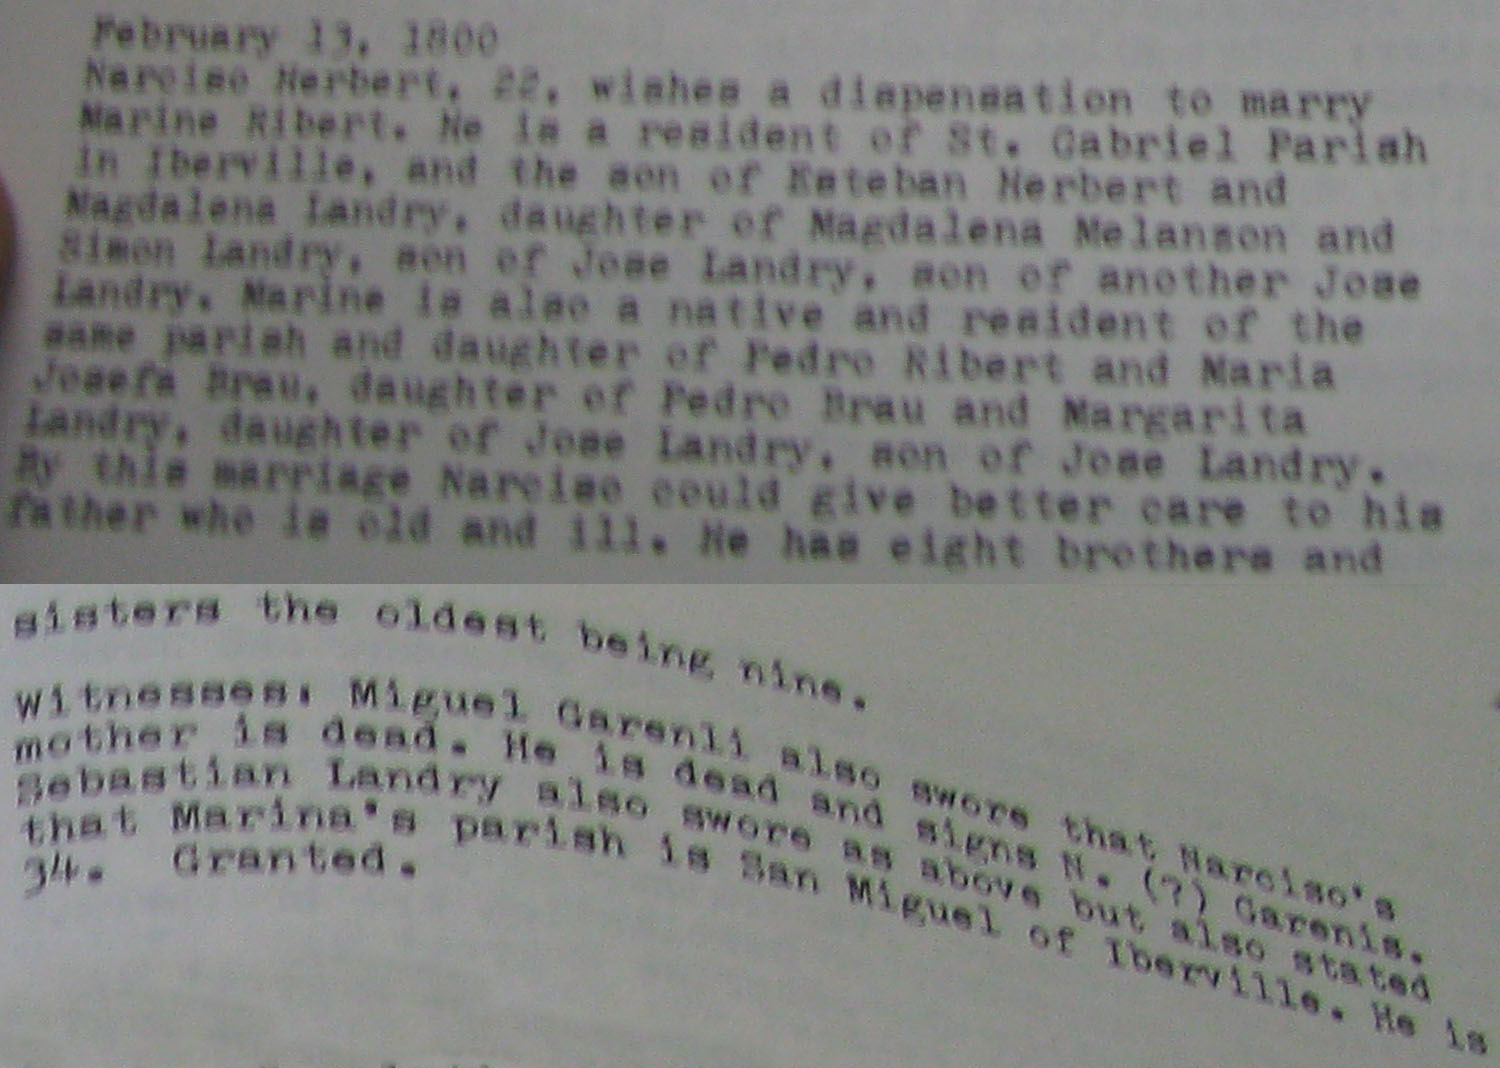 February 13, 1800
Narciso Herbert, 22, wishes a dispensation to marry
Marine Ribert. He is a resident of St. Gabriel Parish
in Iberville, and the son of Esteban Herbert and
Magdalena Landry, daughter of Magdalena Melanson and
Simon Landry, son of Jose Landry, son of another Jose
Landry. Marine is also a native and resident of the
same parish and daughter of Pedro Ribert and Maria
Josefa Brau, daughter of Pedro Brau and Margarita
Landry, daughter of Jose Landry, son of Jose Landry.
By this marriage Narciso could give better care to his
father who is old and ill. He has eight brothers and
sisters the oldest being nine.
Witnesses: Miguel Garenli also swore that Narciso's
mother is dead. He is dead and signs N. (?) Garenis.
Sebastian Landry also swore as above but also stated
that Marina's parish is San Miguel of Iberville. He is
34. Granted.